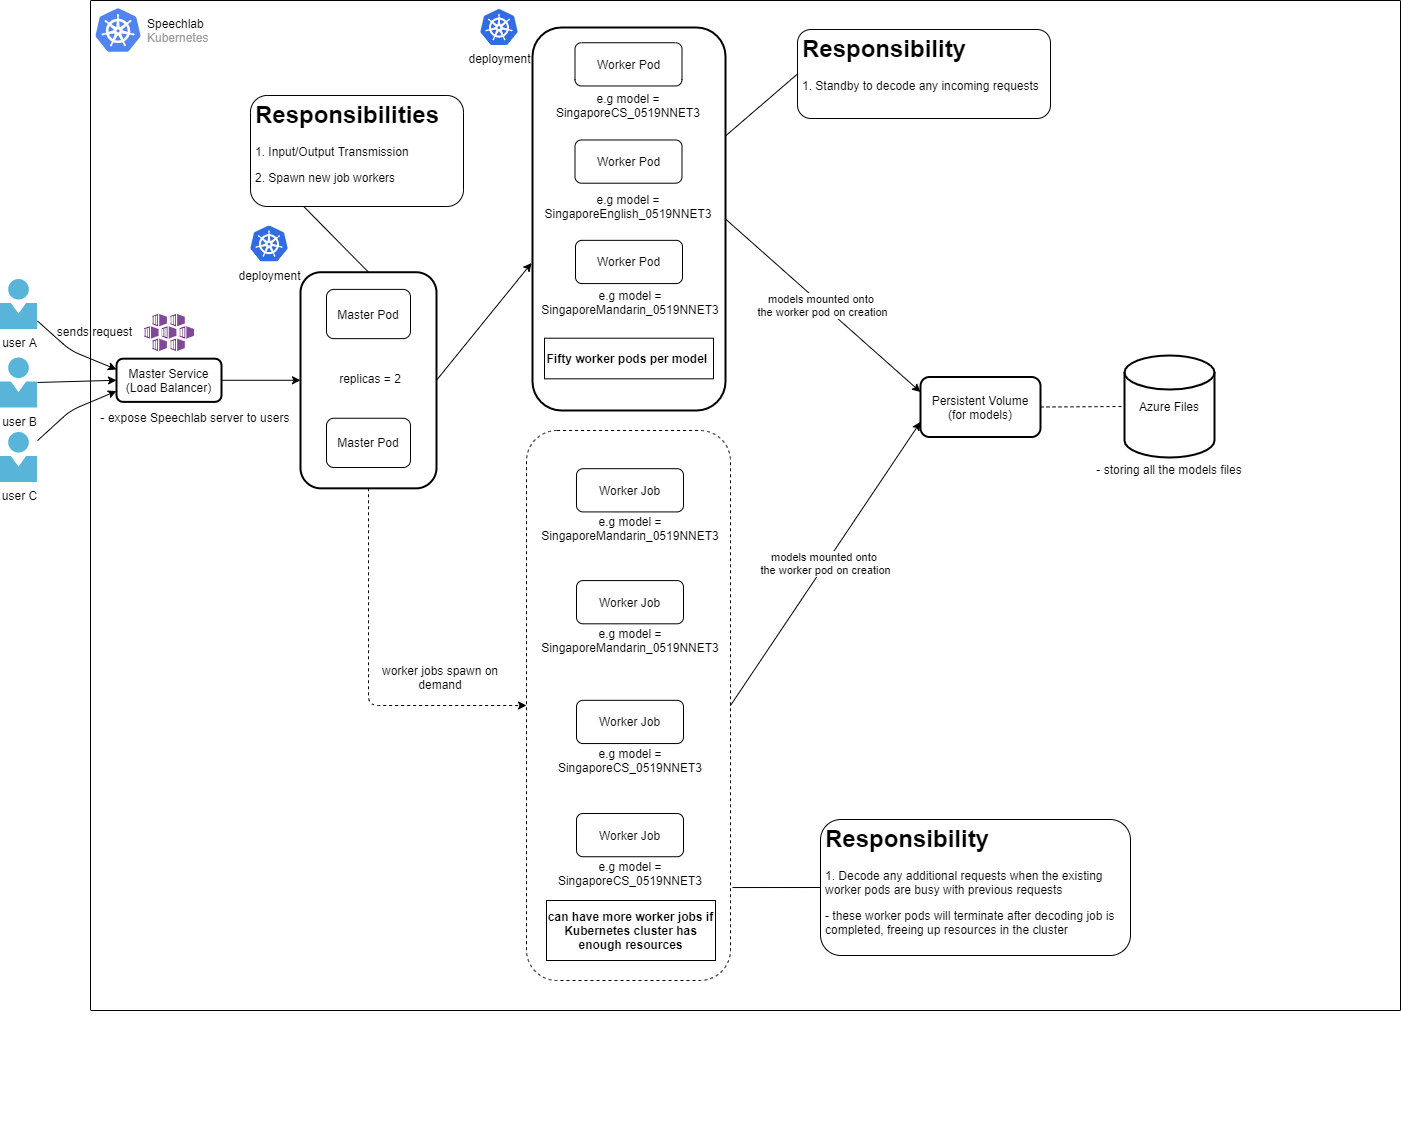 Speechlab
Kubernetes
deployment
Worker Pod
e.g model =
SingaporeCS_0519NNET3
Worker Pod
e.g model =
SingaporeEnglish_0519NNET3
Worker Pod
e.g model =
SingaporeMandarin_0519NNET3
Fifty worker pods per model
Responsibility
1. Standby to decode any incoming requests
Responsibilities
1. Input/Output Transmission
2. Spawn new job workers
deployment
Master Pod
replicas = 2
Master Pod
user A
sends request
user B
user C
Master Service
(Load Balancer)
- expose Speechlab server to users
models mounted onto
the worker pod on creation
Persistent Volume
(for models)
Azure Files
- storing all the models files
worker jobs spawn on
demand
Worker Job
e.g model =
SingaporeMandarin_0519NNET3
Worker Job
e.g model =
SingaporeMandarin_0519NNET3
Worker Job
e.g model =
SingaporeCS_0519NNET3
Worker Job
e.g model =
SingaporeCS_0519NNET3
can have more worker jobs if
Kubernetes cluster has
enough resources
models mounted onto
the worker pod on creation
Responsibility
1. Decode any additional requests when the existing
worker pods are busy with previous requests
- these worker pods will terminate after decoding job is
completed, freeing up resources in the cluster